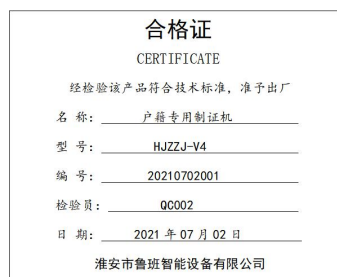 合格证
CERTIFICATE
经检验该产品符合技术标准，准予出厂
名 称： 户籍专用制证机
型 号： HJZZJ-V4
编 号： 20210702001
检验员： QC002
日 期： 2021 年 07 月 02 日
淮安市鲁班智能设备有限公司